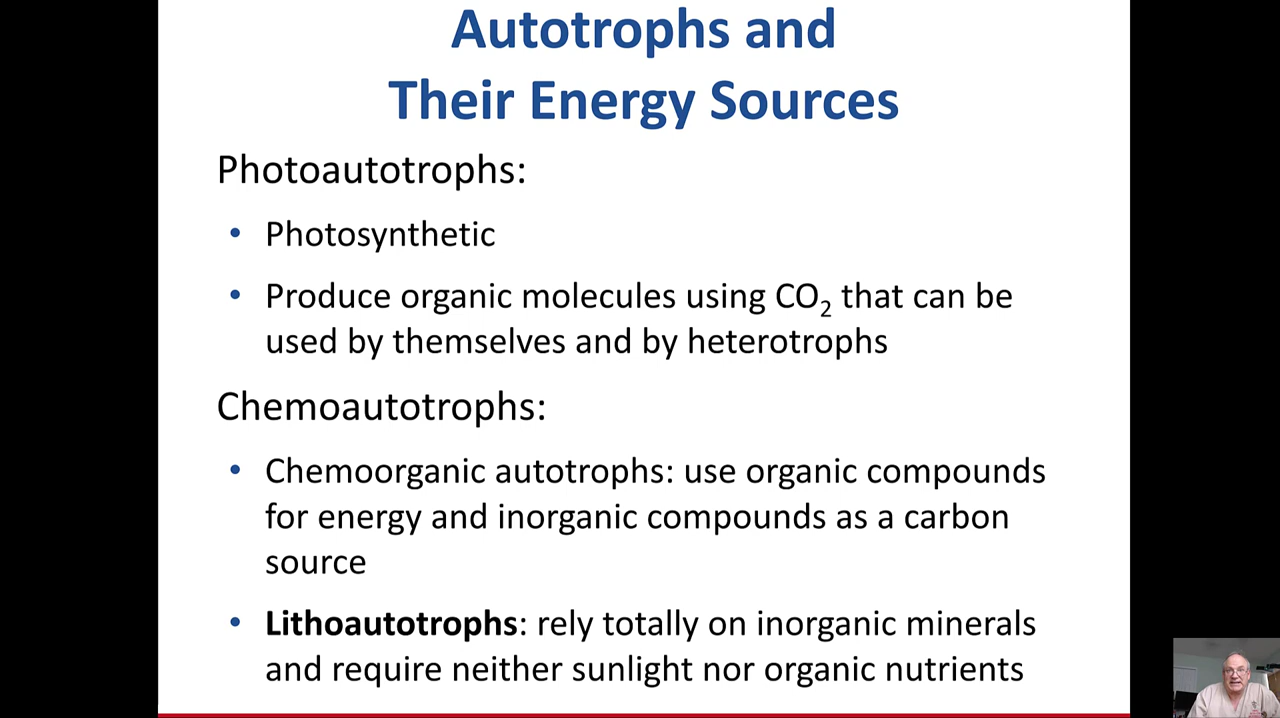 Autotrophs and
Their Energy Sources
Photoautotrophs:
• Photosynthetic
• Produce organic molecules using CO₂ that can be
used by themselves and by heterotrophs
Chemoautotrophs:
• Chemoorganic autotrophs: use organic compounds
for energy and inorganic compounds as a carbon
source
• Lithoautotrophs: rely totally on inorganic minerals
and require neither sunlight nor organic nutrients